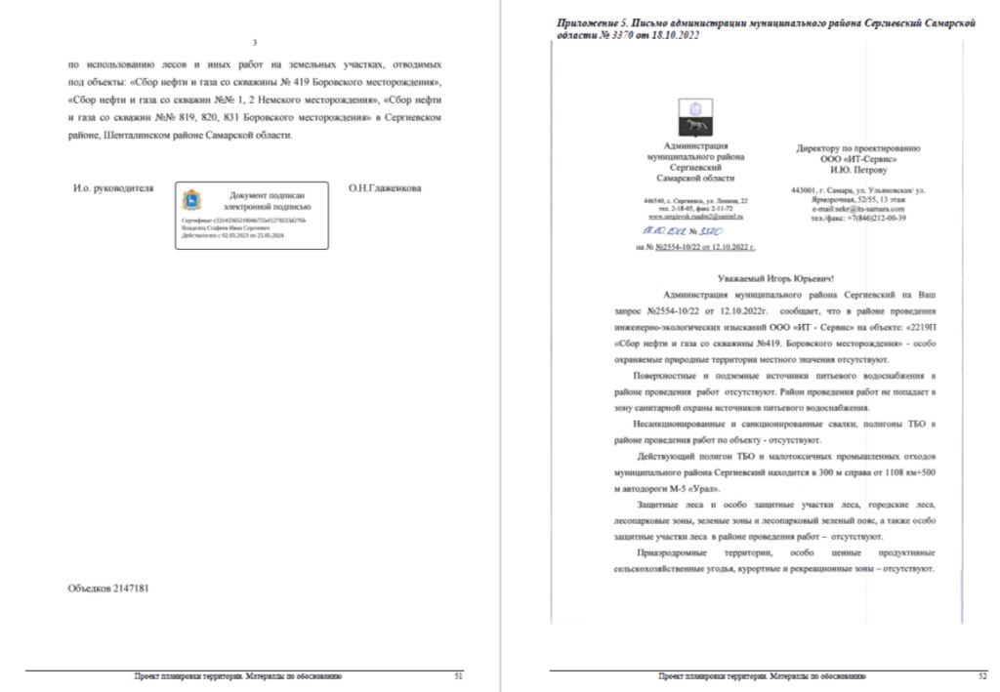 3
по использованию лесов и иных работ на земельных участках, отводимых
под объекты: «Сбор нефти и газа со скважины № 419 Боровского месторождения»,
«Сбор нефти и газа со скважин №№ 1, 2 Немского месторождения», «Сбор нефти
и газа со скважин №№ 819, 820, 831 Боровского месторождения» в Сергиевском
районе, Шенталинском районе Самарской области.
И.о. руководителя
Документ подписан
электронной подписью
Владелец Стафеев Иван Сергеевич
Действителен с 02.03.2023 по 25.05.2024
О.Н.Глаженкова
Объедков 2147181
Проект планировки территории. Материалы по обоснованию
51
Приложение 5. Письмо администрации муниципального района Сергиевский Самарской
области № 3370 от 18.10.2022
Администрация
муниципального района
Сергиевский
Самарской области
446540, с. Сергиевск, ул. Ленина, 22
тел. 2-18-05, факс 2-11-72
18.10.2022 № 3370
на № №2554-10/22 от 12.10.2022 г.
Директору по проектированию
ООО «ИТ-Сервис»
И.Ю. Петрову
443001, г. Самара, ул. Ульяновская/ ул.
Ярморочная, 52/55, 13 этаж
e-mail:sekr@its-samara.com
тел./факс: +7(846)212-00-39
Уважаемый Игорь Юрьевич!
Администрация муниципального района Сергиевский на Ваш
запрос №2554-10/22 от 12.10.2022г. сообщает, что в районе проведения
инженерно-экологических изысканий ООО «ИТ - Сервис» на объекте: «2219П
«Сбор нефти и газа со скважины №419. Боровского месторождения» - особо
охраняемые природные территории местного значения отсутствуют.
Поверхностные и подземные источники питьевого водоснабжения в
районе проведения работ отсутствуют. Район проведения работ не попадает в
зону санитарной охраны источников питьевого водоснабжения.
Несанкционированные и санкционированные свалки, полигоны ТБО в
районе проведения работ по объекту - отсутствуют.
Действующий полигон ТБО и малотоксичных промышленных отходов
муниципального района Сергиевский находится в 300 м справа от 1108 км+500
м автодороги М-5 «Урал».
Защитные леса и особо защитные участки леса, городские леса,
лесопарковые зоны, зеленые зоны и лесопарковый зеленый пояс, а также особо
защитные участки леса в районе проведения работ – отсутствуют.
Приаэродромные территории, особо ценные продуктивные
сельскохозяйственные угодья, курортные и рекреационные зоны – отсутствуют.
Проект планировки территории. Материалы по обоснованию
52